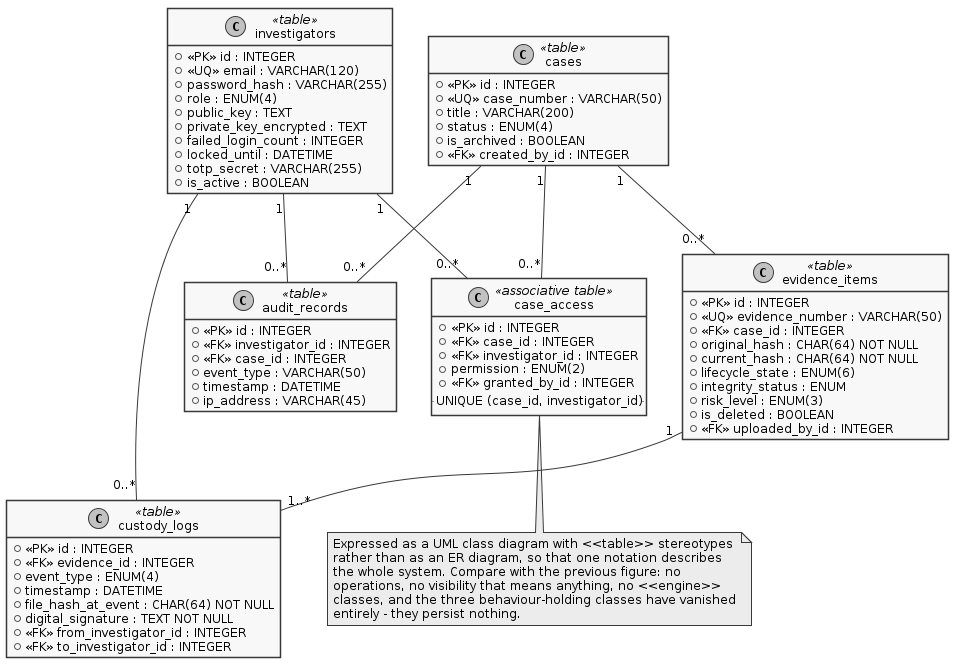 «table»
C investigators
«PK» id : INTEGER
«UQ» email : VARCHAR(120)
password_hash : VARCHAR(255)
role : ENUM(4)
public_key : TEXT
private_key_encrypted : TEXT
failed_login_count : INTEGER
locked_until : DATETIME
totp_secret : VARCHAR(255)
is_active : BOOLEAN
«table»
C cases
«PK» id : INTEGER
«UQ» case_number : VARCHAR(50)
title : VARCHAR(200)
status : ENUM(4)
is_archived : BOOLEAN
«FK» created_by_id : INTEGER
1
1
1
1
1
1
0..*
0..*
0..*
0..*
0..*
«table»
C audit_records
«PK» id : INTEGER
«FK» investigator_id : INTEGER
«FK» case_id : INTEGER
event_type : VARCHAR(50)
timestamp : DATETIME
ip_address : VARCHAR(45)
«associative table»
C case_access
«PK» id : INTEGER
«FK» case_id : INTEGER
«FK» investigator_id : INTEGER
permission : ENUM(2)
«FK» granted_by_id : INTEGER
UNIQUE (case_id, investigator_id)
«table»
C evidence_items
«PK» id : INTEGER
«UQ» evidence_number : VARCHAR(50)
«FK» case_id : INTEGER
original_hash : CHAR(64) NOT NULL
current_hash : CHAR(64) NOT NULL
lifecycle_state : ENUM(6)
integrity_status : ENUM
risk_level : ENUM(3)
is_deleted : BOOLEAN
«FK» uploaded_by_id : INTEGER
1
0..*
1..*
«table»
C custody_logs
«PK» id : INTEGER
«FK» evidence_id : INTEGER
event_type : ENUM(4)
timestamp : DATETIME
file_hash_at_event : CHAR(64) NOT NULL
digital_signature : TEXT NOT NULL
«FK» from_investigator_id : INTEGER
«FK» to_investigator_id : INTEGER
Expressed as a UML class diagram with <<table>> stereotypes
rather than as an ER diagram, so that one notation describes
the whole system. Compare with the previous figure: no
operations, no visibility that means anything, no <<engine>>
classes, and the three behaviour-holding classes have vanished
entirely - they persist nothing.